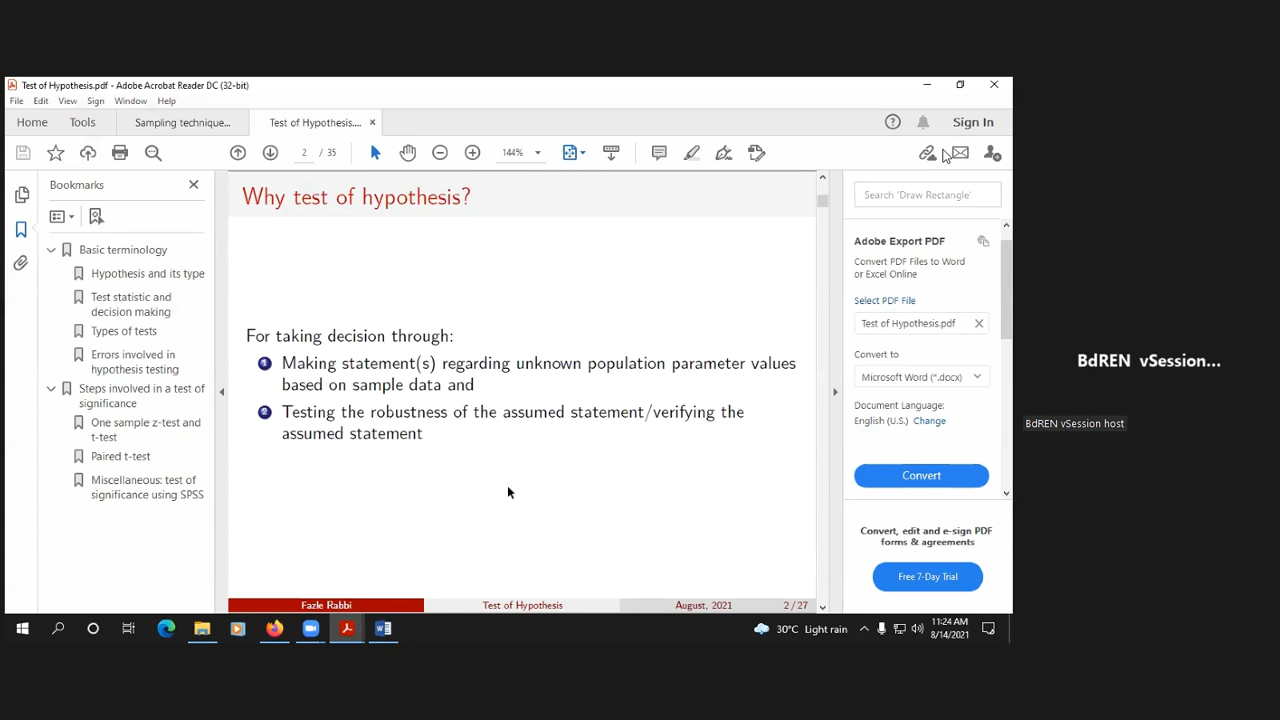 Test of Hypothesis.pdf - Adobe Acrobat Reader DC (32-bit)
File Edit View Sign Window Help
Home Tools Sampling technique... Test of Hypothesis.... ×
Sign In
2 / 35 144%
Bookmarks
Basic terminology
Hypothesis and its type
Test statistic and
decision making
Types of tests
Errors involved in
hypothesis testing
Steps involved in a test of
significance
One sample z-test and
t-test
Paired t-test
Miscellaneous: test of
significance using SPSS
Why test of hypothesis?
For taking decision through:
1 Making statement(s) regarding unknown population parameter values
based on sample data and
2 Testing the robustness of the assumed statement/verifying the
assumed statement
Fazle Rabbi Test of Hypothesis August, 2021 2 / 27
Search 'Draw Rectangle'
Adobe Export PDF
Convert PDF Files to Word
or Excel Online
Select PDF File
Test of Hypothesis.pdf
Convert to
Microsoft Word (*.docx)
Document Language:
English (U.S.) Change
Convert
Convert, edit and e-sign PDF
forms & agreements
Free 7-Day Trial
BdREN vSession...
BdREN vSession host
30°C Light rain
11:24 AM
8/14/2021